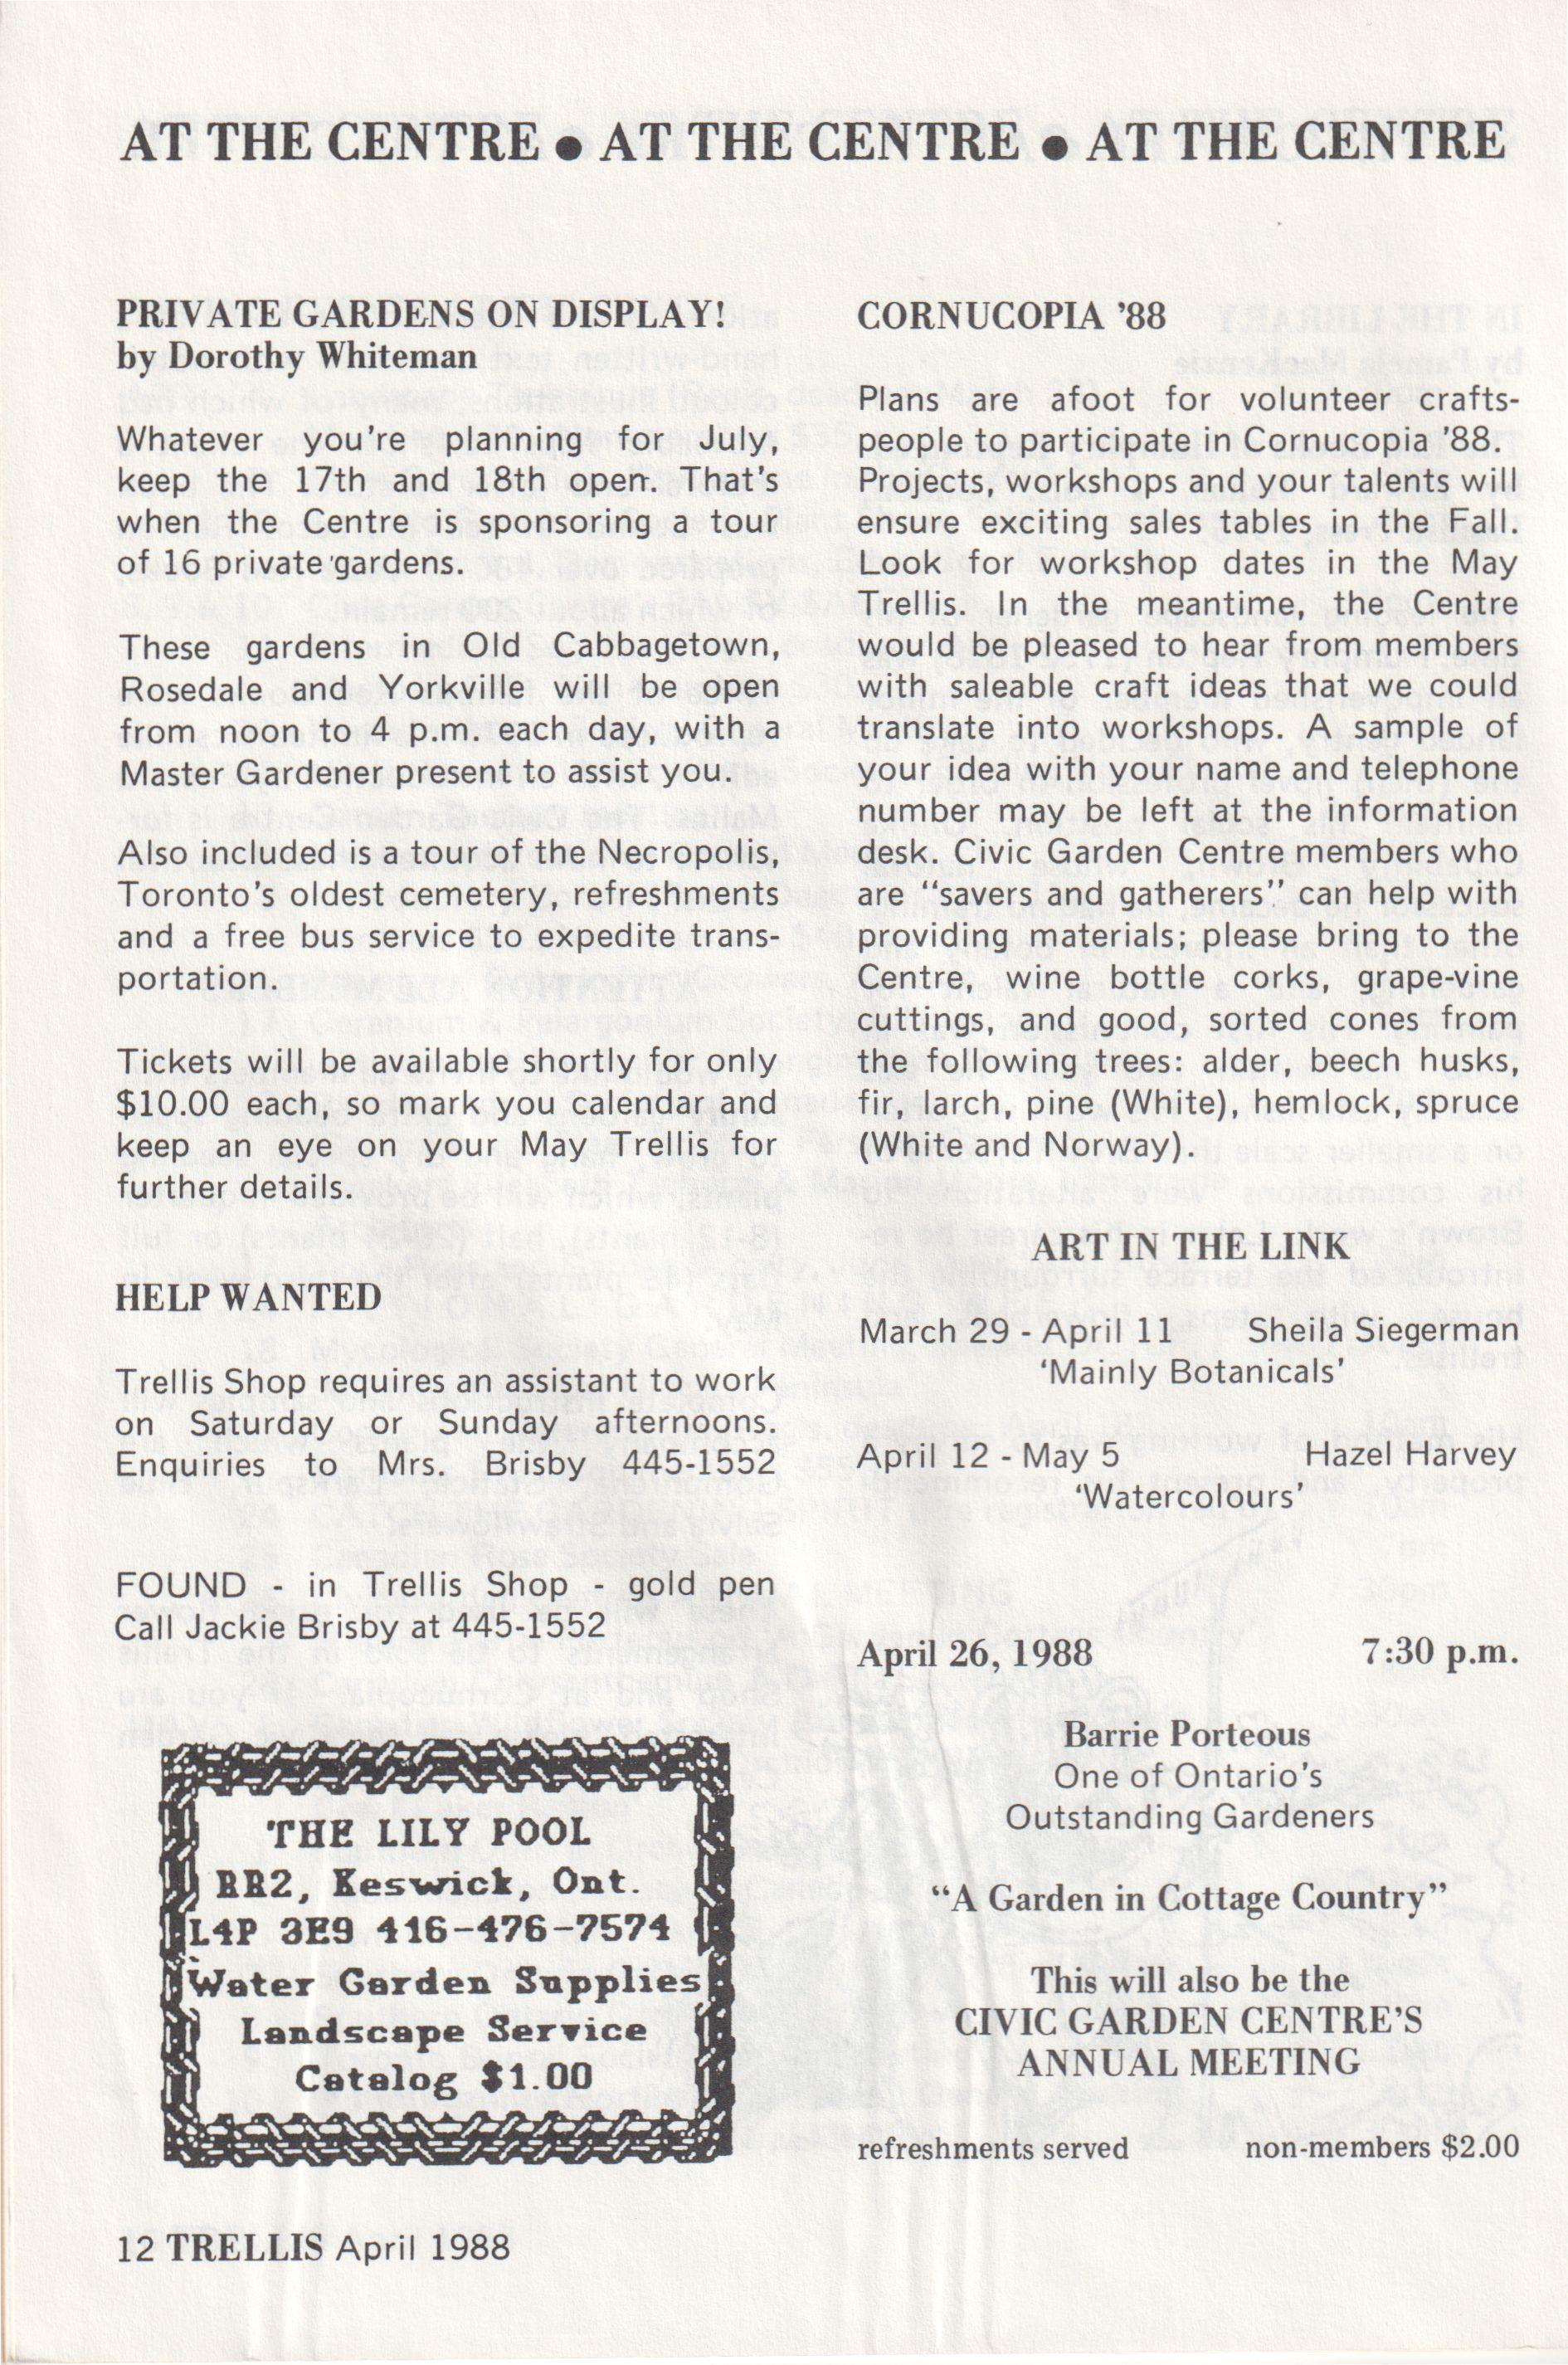 AT THE CENTRE ● AT THE CENTRE ● AT THE CENTRE
PRIVATE GARDENS ON DISPLAY!
by Dorothy Whiteman
Whatever you're planning for July,
keep the 17th and 18th open. That's
when the Centre is sponsoring a tour
of 16 private gardens.
These gardens in Old Cabbagetown,
Rosedale and Yorkville will be open
from noon to 4 p.m. each day, with a
Master Gardener present to assist you.
Also included is a tour of the Necropolis,
Toronto's oldest cemetery, refreshments
and a free bus service to expedite trans-
portation.
Tickets will be available shortly for only
$10.00 each, so mark you calendar and
keep an eye on your May Trellis for
further details.
HELP WANTED
Trellis Shop requires an assistant to work
on Saturday or Sunday afternoons.
Enquiries to Mrs. Brisby 445-1552
FOUND - in Trellis Shop - gold pen
Call Jackie Brisby at 445-1552
THE LILY POOL
RR2, Keswick, Ont.
L4P 3E9 416-476-7574
Water Garden Supplies
Landscape Service
Catalog $1.00
CORNUCOPIA '88
Plans are afoot for volunteer crafts-
people to participate in Cornucopia '88.
Projects, workshops and your talents will
ensure exciting sales tables in the Fall.
Look for workshop dates in the May
Trellis. In the meantime, the Centre
would be pleased to hear from members
with saleable craft ideas that we could
translate into workshops. A sample of
your idea with your name and telephone
number may be left at the information
desk. Civic Garden Centre members who
are "savers and gatherers" can help with
providing materials; please bring to the
Centre, wine bottle corks, grape-vine
cuttings, and good, sorted cones from
the following trees: alder, beech husks,
fir, larch, pine (White), hemlock, spruce
(White and Norway).
ART IN THE LINK
March 29 - April 11 Sheila Siegerman
'Mainly Botanicals'
April 12 - May 5 Hazel Harvey
'Watercolours'
April 26, 1988 7:30 p.m.
Barrie Porteous
One of Ontario's
Outstanding Gardeners
"A Garden in Cottage Country"
This will also be the
CIVIC GARDEN CENTRE'S
ANNUAL MEETING
refreshments served non-members $2.00
12 TRELLIS April 1988